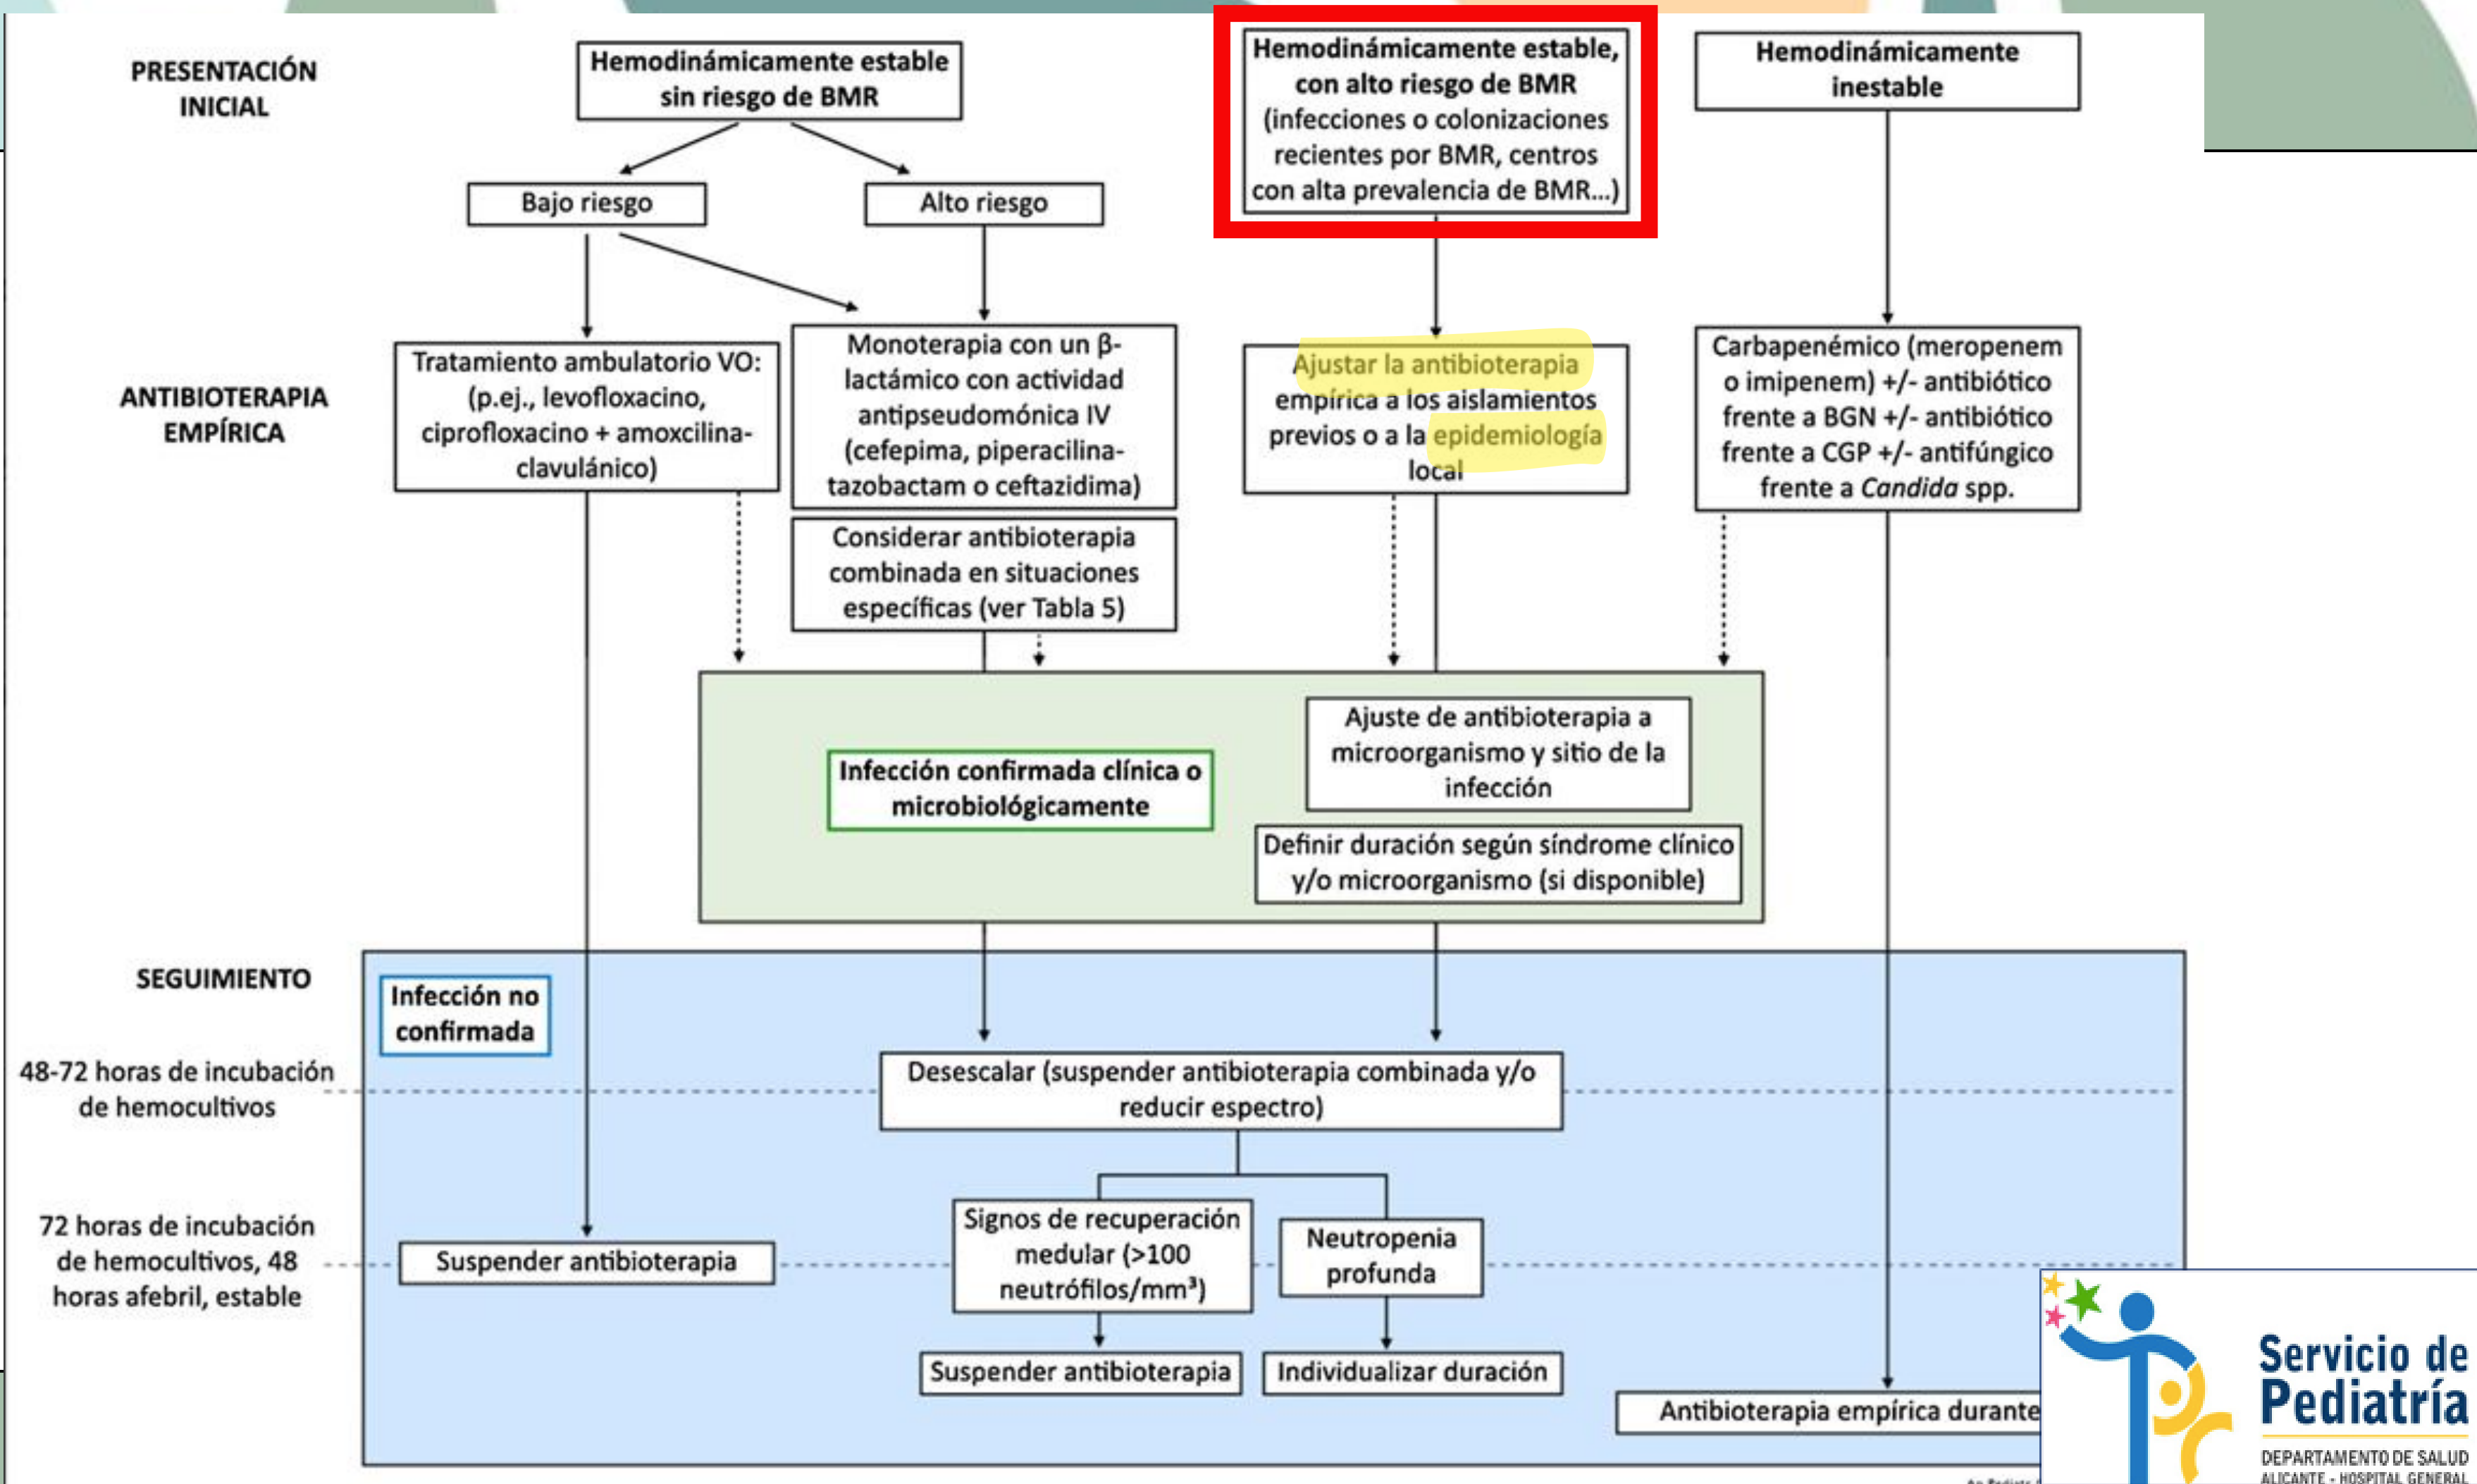 PRESENTACIÓN
INICIAL
Hemodinámicamente estable
sin riesgo de BMR
Hemodinámicamente estable,
con alto riesgo de BMR
(infecciones o colonizaciones
recientes por BMR, centros
con alta prevalencia de BMR...)
Hemodinámicamente
inestable
Bajo riesgo
Alto riesgo
ANTIBIOTERAPIA
EMPÍRICA
Tratamiento ambulatorio VO:
(p.ej., levofloxacino,
ciprofloxacino + amoxcilina-
clavulánico)
Monoterapia con un β-
lactámico con actividad
antipseudomónica IV
(cefepima, piperacilina-
tazobactam o ceftazidima)
Considerar antibioterapia
combinada en situaciones
específicas (ver Tabla 5)
Ajustar la antibioterapia
empírica a los aislamientos
previos o a la epidemiología
local
Carbapenémico (meropenem
o imipenem) +/- antibiótico
frente a BGN +/- antibiótico
frente a CGP +/- antifúngico
frente a Candida spp.
Infección confirmada clínica o
microbiológicamente
Ajuste de antibioterapia a
microorganismo y sitio de la
infección
Definir duración según síndrome clínico
y/o microorganismo (si disponible)
SEGUIMIENTO
Infección no
confirmada
48-72 horas de incubación
de hemocultivos
Desescalar (suspender antibioterapia combinada y/o
reducir espectro)
72 horas de incubación
de hemocultivos, 48
horas afebril, estable
Suspender antibioterapia
Signos de recuperación
medular (>100
neutrófilos/mm³)
Neutropenia
profunda
Suspender antibioterapia
Individualizar duración
Antibioterapia empírica durante
Servicio de
Pediatría
DEPARTAMENTO DE SALUD
ALICANTE - HOSPITAL GENERAL